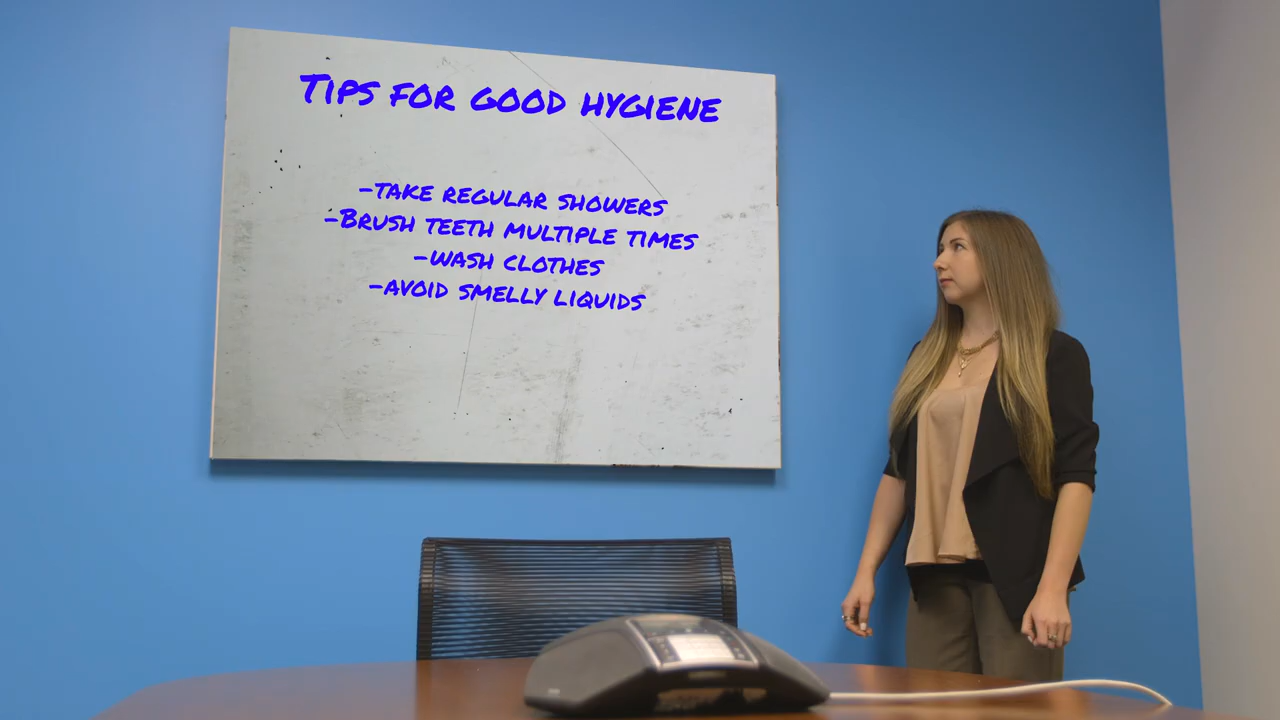 Tips for good hygiene
-Take regular showers
-Brush teeth multiple times
-Wash clothes
-Avoid smelly liquids